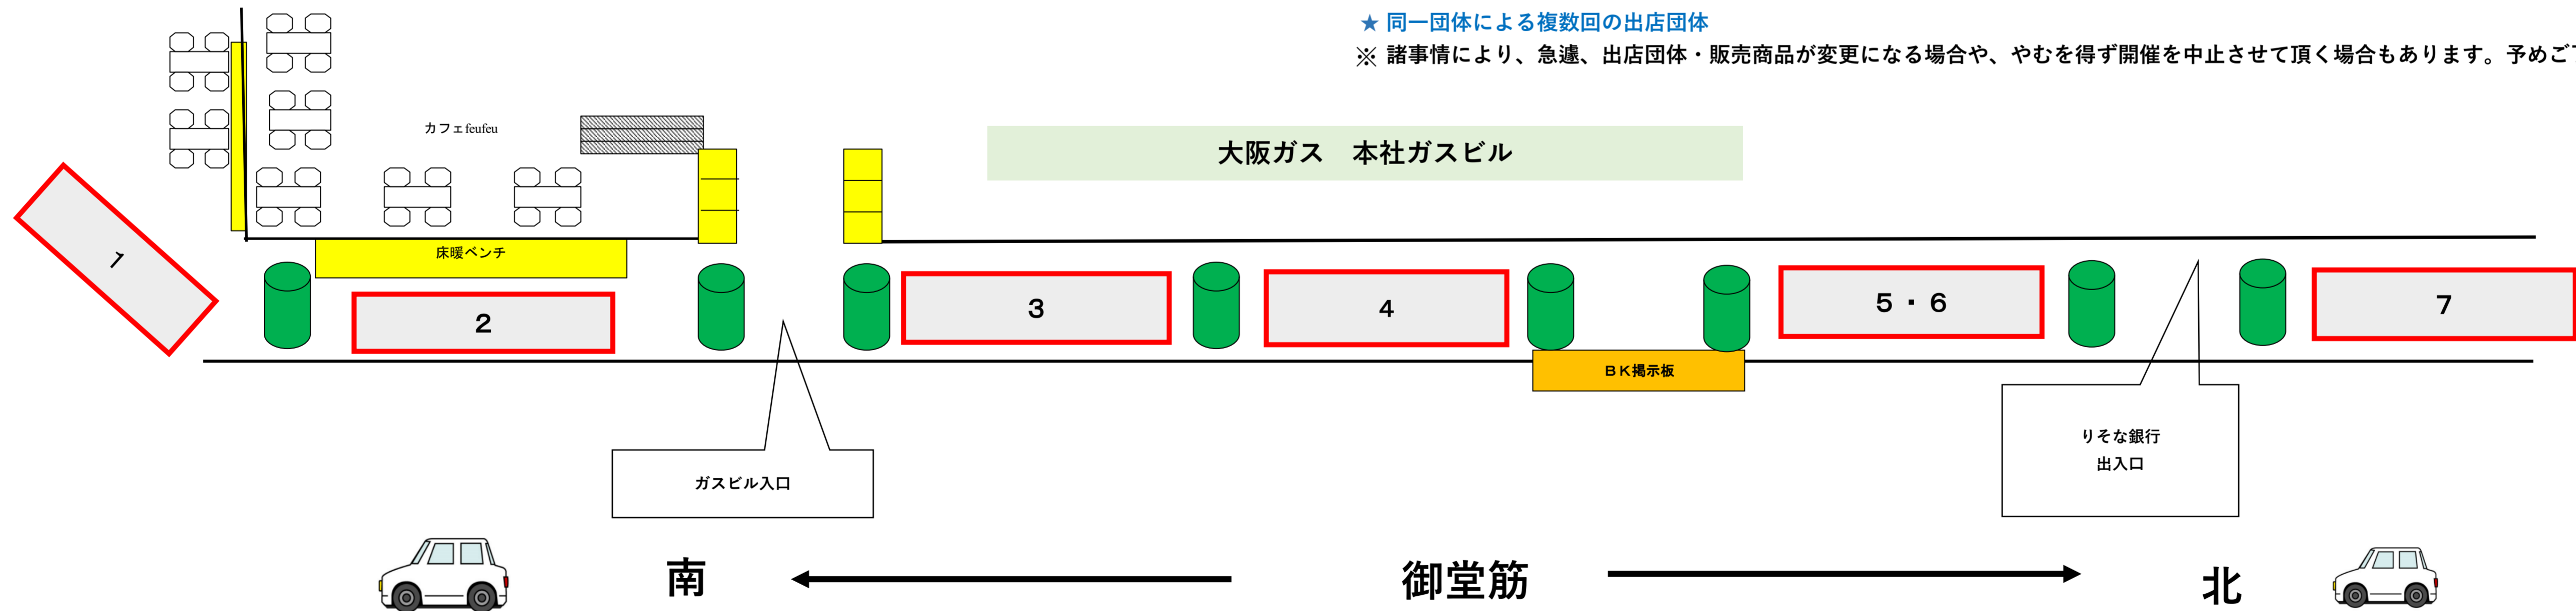 ★ 同一団体による複数回の出店団体
※ 諸事情により、急遽、出店団体・販売商品が変更になる場合や、やむを得ず開催を中止させて頂く場合もあります。予めご
カフェfeufeu
大阪ガス　本社ガスビル
床暖ベンチ
1
2
3
4
5・6
7
ＢＫ掲示板
ガスビル入口
りそな銀行
出入口
南
御堂筋
北